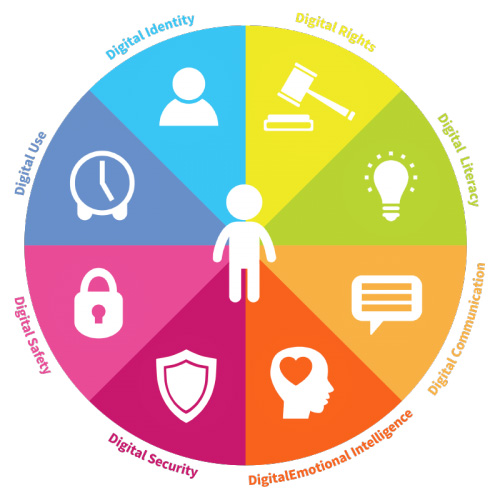 Digital Identity
Digital Rights
Digital Literacy
Digital Communication
DigitalEmotional Intelligence
Digital Security
Digital Safety
Digital Use